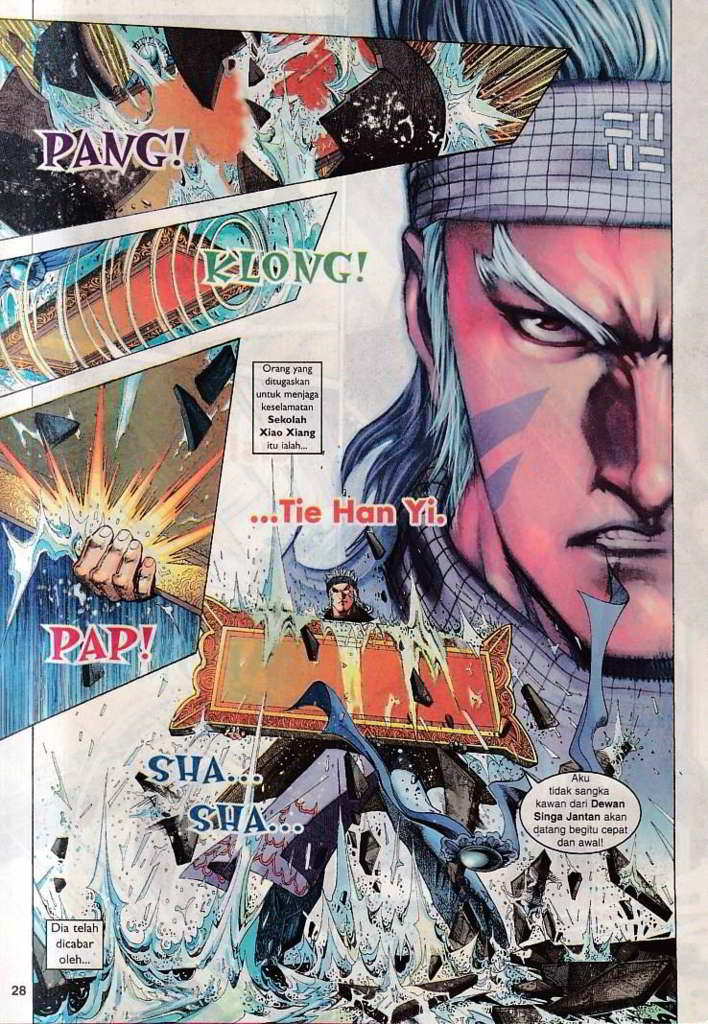 PANG!
KLONG!
Orang yang
ditugaskan
untuk menjaga
keselamatan
Sekolah
Xiao Xiang
itu ialah...
...Tie Han Yi.
PAP!
SHA...
SHA...
Aku
tidak sangka
kawan dari Dewan
Singa Jantan akan
datang begitu cepat
dan awal!
Dia telah
dicabar
oleh...
28